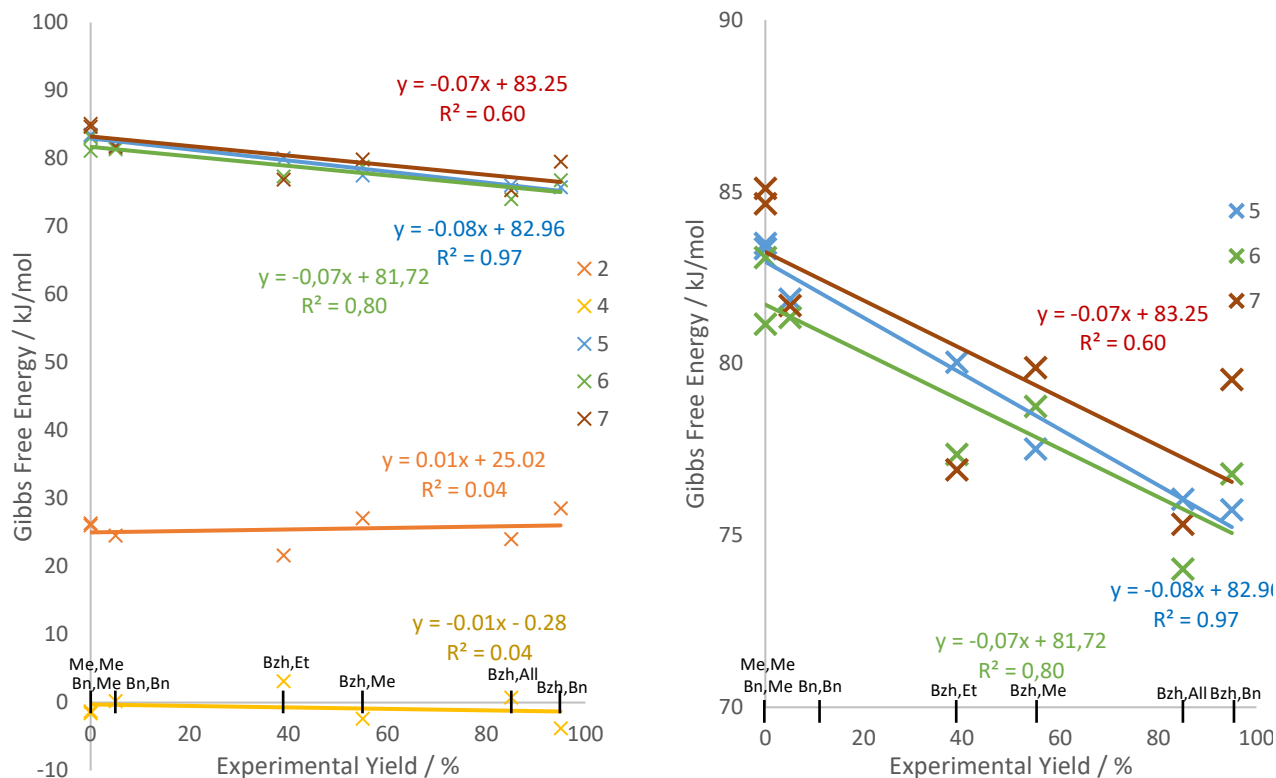 100
90
80
70
60
50
40
30
20
10
0
-10
Gibbs Free Energy / kJ/mol
y = -0.07x + 83.25
R² = 0.60
y = -0.08x + 82.96
R² = 0.97
y = -0,07x + 81,72
R² = 0,80
2
4
5
6
7
y = 0.01x + 25.02
R² = 0.04
y = -0.01x - 0.28
R² = 0.04
Me,Me
Bn,Me
Bn,Bn
Bzh,Et
Bzh,Me
Bzh,All
Bzh,Bn
0
20
40
60
80
100
Experimental Yield / %
90
85
80
75
70
Gibbs Free Energy / kJ/mol
5
6
7
y = -0.07x + 83.25
R² = 0.60
y = -0.08x + 82.96
R² = 0.97
y = -0,07x + 81,72
R² = 0,80
Me,Me
Bn,Me
Bn,Bn
Bzh,Et
Bzh,Me
Bzh,All
Bzh,Bn
0
20
40
60
80
100
Experimental Yield / %